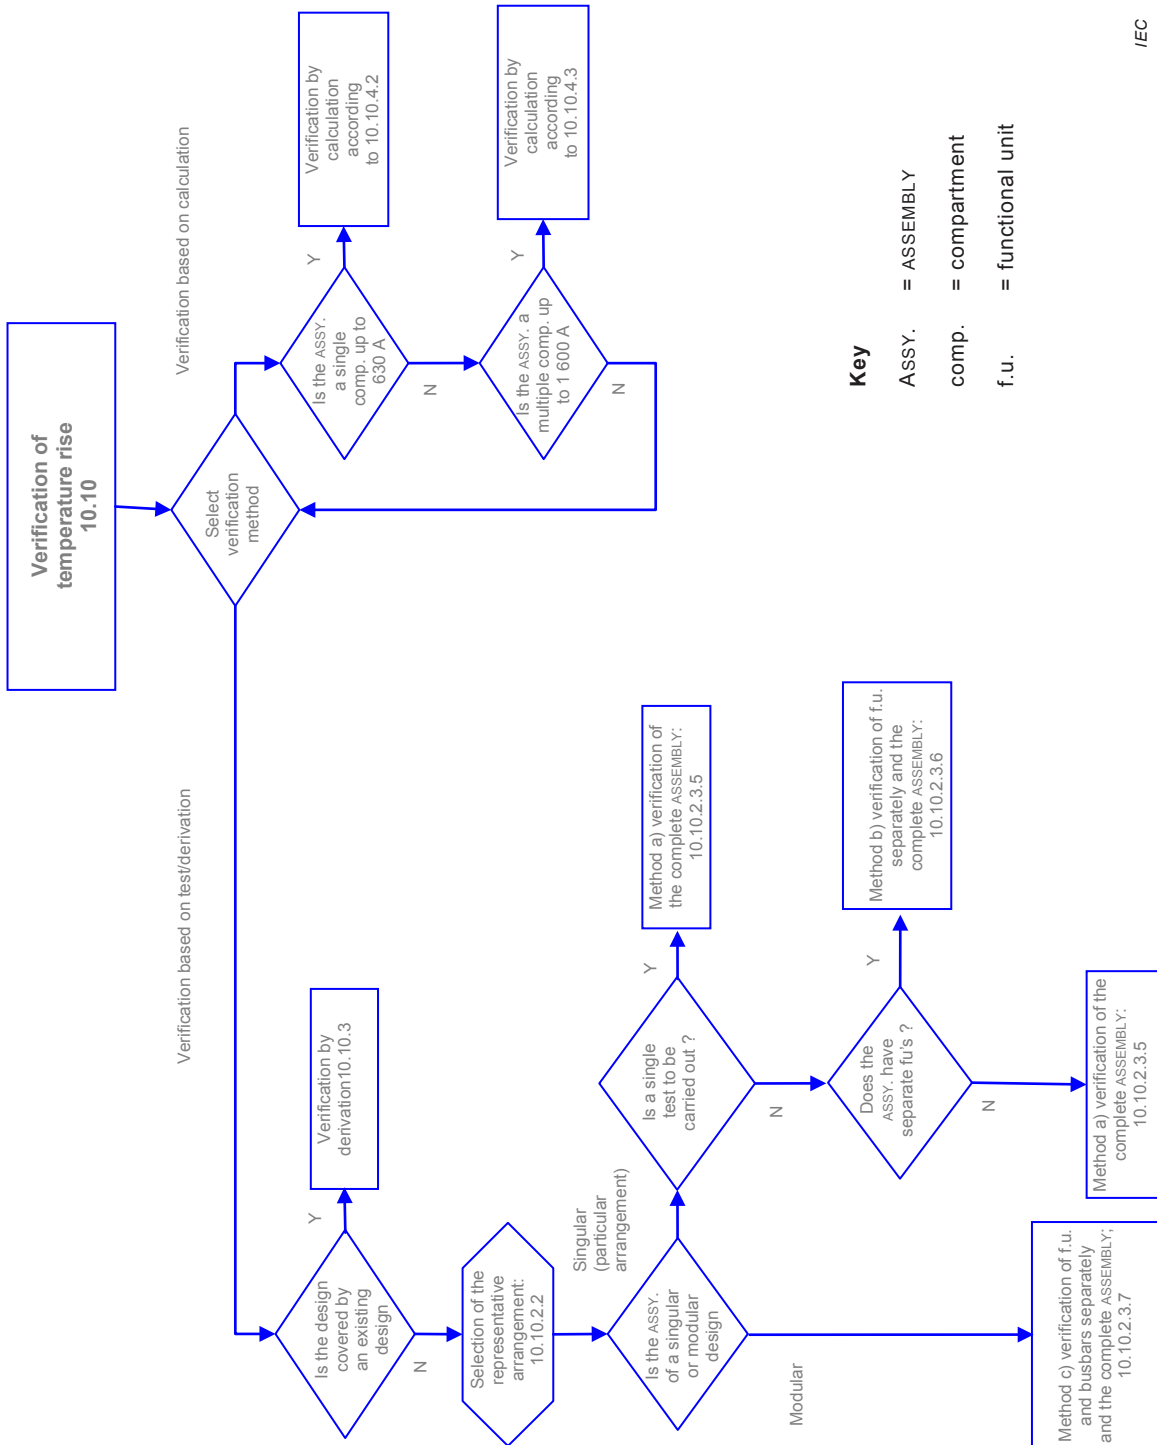 Verification of
temperature rise
10.10
Verification based on test/derivation
Verification based on calculation
Select
verification
method
Is the design
covered by
an existing
design
Y
N
Verification by
derivation10.10.3
Is the ASSY.
a single
comp. up to
630 A
Y
N
Verification by
calculation
according
to 10.10.4.2
Selection of the
representative
arrangement:
10.10.2.2
Is the ASSY. a
multiple comp. up
to 1 600 A
Y
N
Verification by
calculation
according
to 10.10.4.3
Singular
(particular
arrangement)
Is the ASSY.
of a singular
or modular
design
Modular
Is a single
test to be
carried out ?
Y
N
Method a) verification of
the complete ASSEMBLY:
10.10.2.3.5
Does the
ASSY. have
separate fu's ?
Y
N
Method b) verification of f.u.
separately and the
complete ASSEMBLY:
10.10.2.3.6
Method c) verification of f.u.
and busbars separately
and the complete ASSEMBLY;
10.10.2.3.7
Method a) verification of the
complete ASSEMBLY:
10.10.2.3.5
Key
ASSY. = ASSEMBLY
comp. = compartment
f.u. = functional unit
IEC